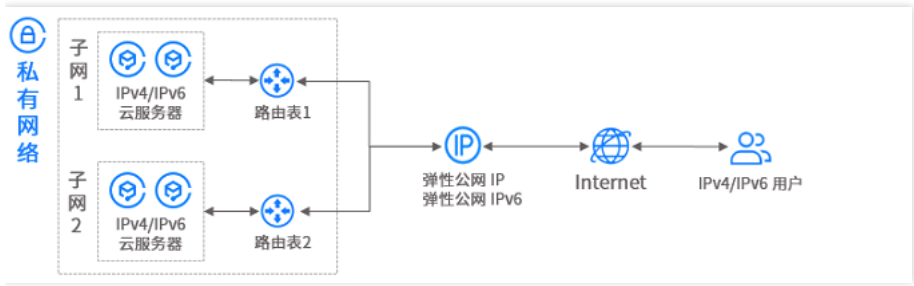 私有网络
子网1
IPv4/IPv6
云服务器
路由表1
子网2
IPv4/IPv6
云服务器
路由表2
IP
弹性公网 IP
弹性公网 IPv6
Internet
IPv4/IPv6 用户